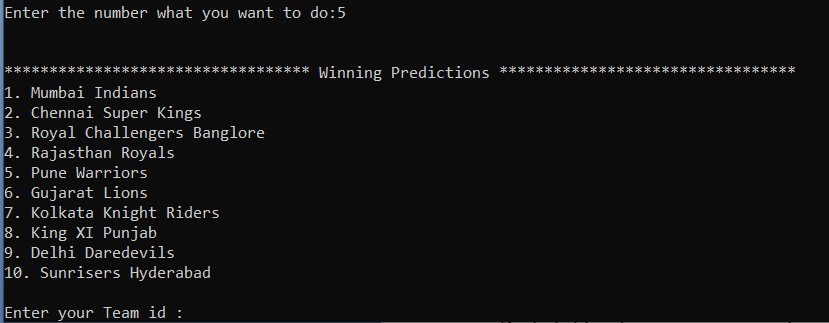 Enter the number what you want to do:5
********************************** Winning Predictions *********************************
1. Mumbai Indians
2. Chennai Super Kings
3. Royal Challengers Banglore
4. Rajasthan Royals
5. Pune Warriors
6. Gujarat Lions
7. Kolkata Knight Riders
8. King XI Punjab
9. Delhi Daredevils
10. Sunrisers Hyderabad
Enter your Team id :